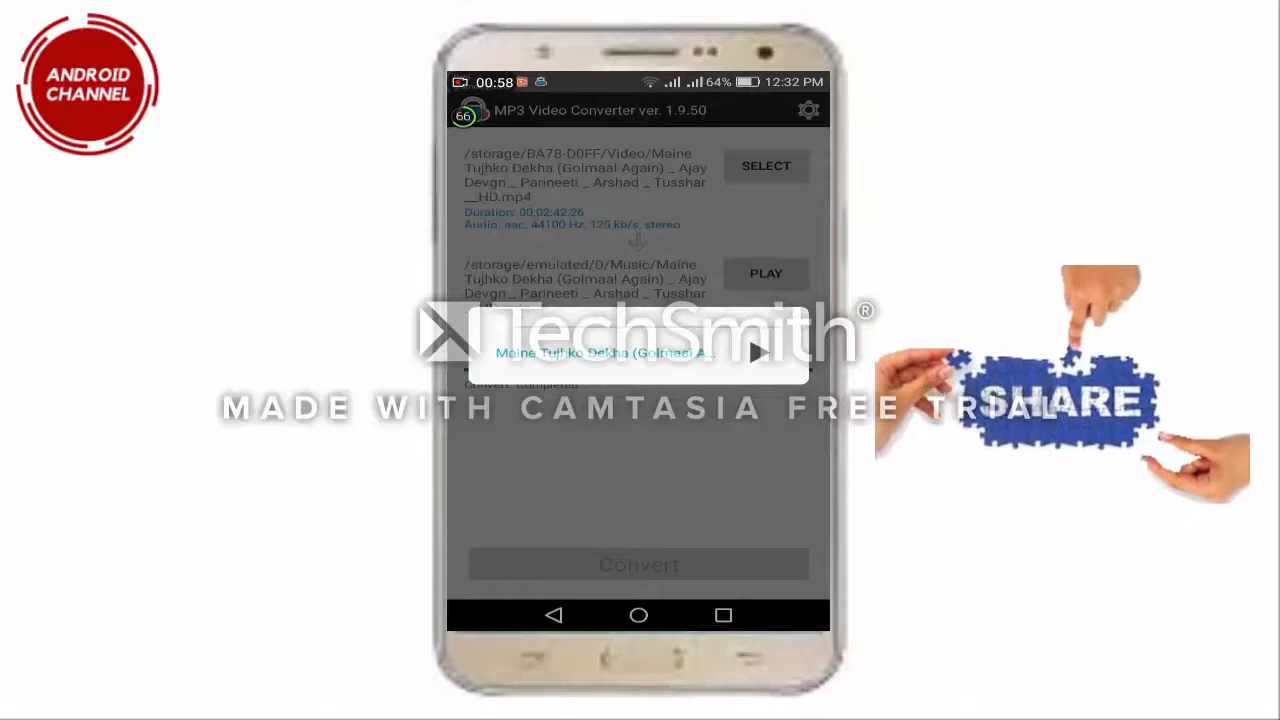 ANDROID
CHANNEL
00:58
64%
12:32 PM
66
MP3 Video Converter ver. 1.9.50
/storage/BA78-D0FF/Video/Maine
Tujhko Dekha (Golmaal Again) _ Ajay
Devgn _ Parineeti _ Arshad _ Tusshar
__HD.mp4
SELECT
Duration: 00:02:42.26
Audio: aac, 44100 Hz, 125 kb/s, stereo
/storage/emulated/0/Music/Maine
Tujhko Dekha (Golmaal Again) _ Ajay
Devgn _ Parineeti _ Arshad _ Tusshar
PLAY
TechSmith®
Maine Tujhko Dekha (Golmaal A...
Convert: Completed
MADE WITH CAMTASIA FREE TRIAL
SHARE
Convert